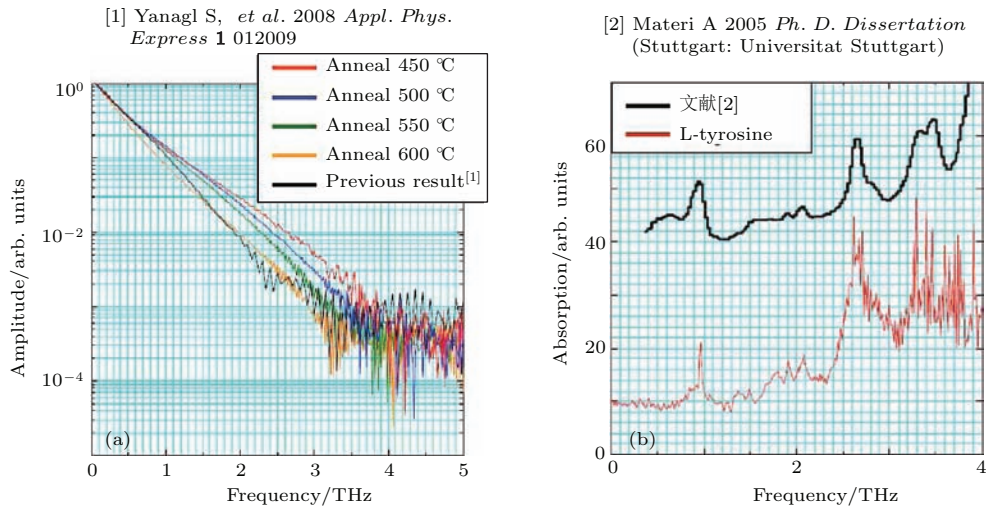 [1] Yanagl S, et al. 2008 Appl. Phys.
Express 1 012009
Anneal 450 ℃
Anneal 500 ℃
Anneal 550 ℃
Anneal 600 ℃
Previous result[1]
10⁰
10⁻²
10⁻⁴
Amplitude/arb. units
(a)
0 1 2 3 4 5
Frequency/THz
[2] Materi A 2005 Ph. D. Dissertation
(Stuttgart: Universitat Stuttgart)
文献[2]
L-tyrosine
60
40
20
0
Absorption/arb. units
(b)
0 2 4
Frequency/THz